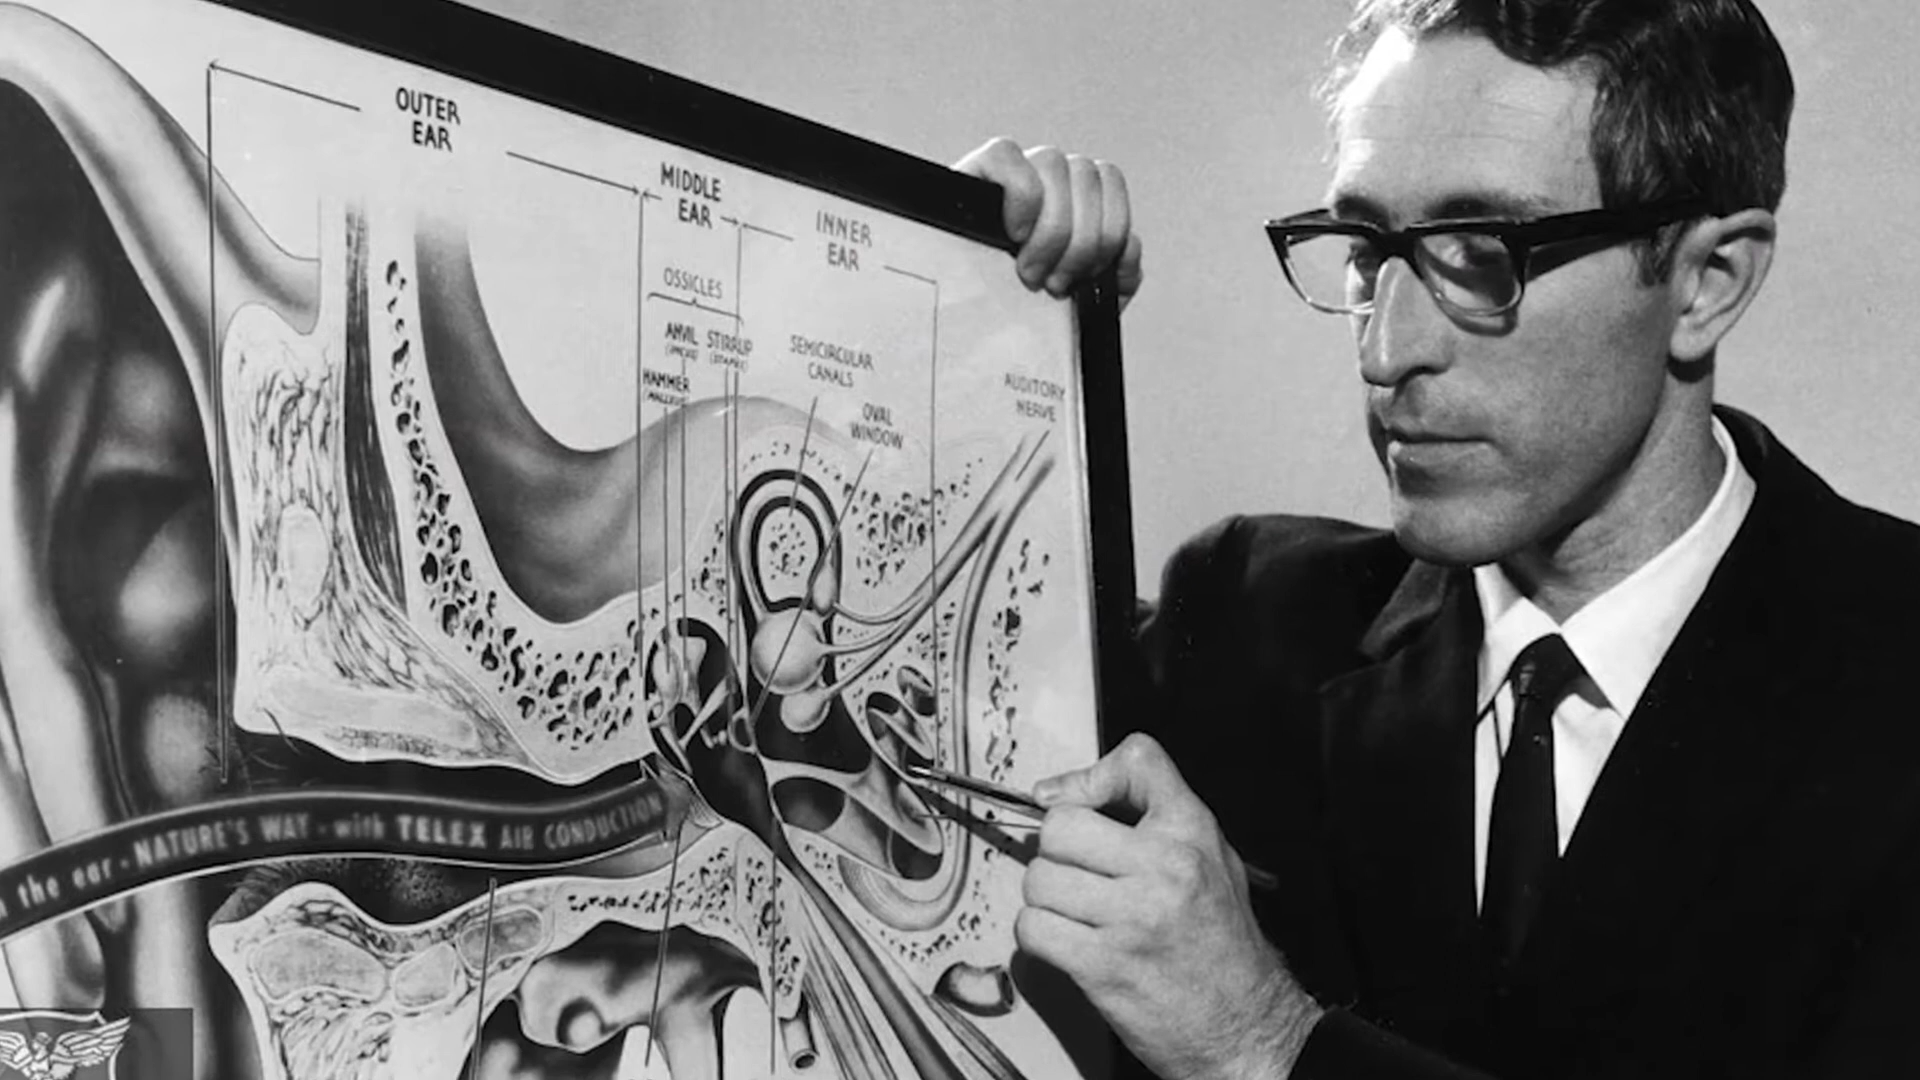 OUTER
EAR
MIDDLE
EAR
INNER
EAR
OSSICLES
ANVIL
(INCUS)
STIRRUP
(STAPES)
HAMMER
(MALLEUS)
SEMICIRCULAR
CANALS
OVAL
WINDOW
AUDITORY
NERVE
the ear - NATURE'S WAY - with TELEX AIR CONDUCTION